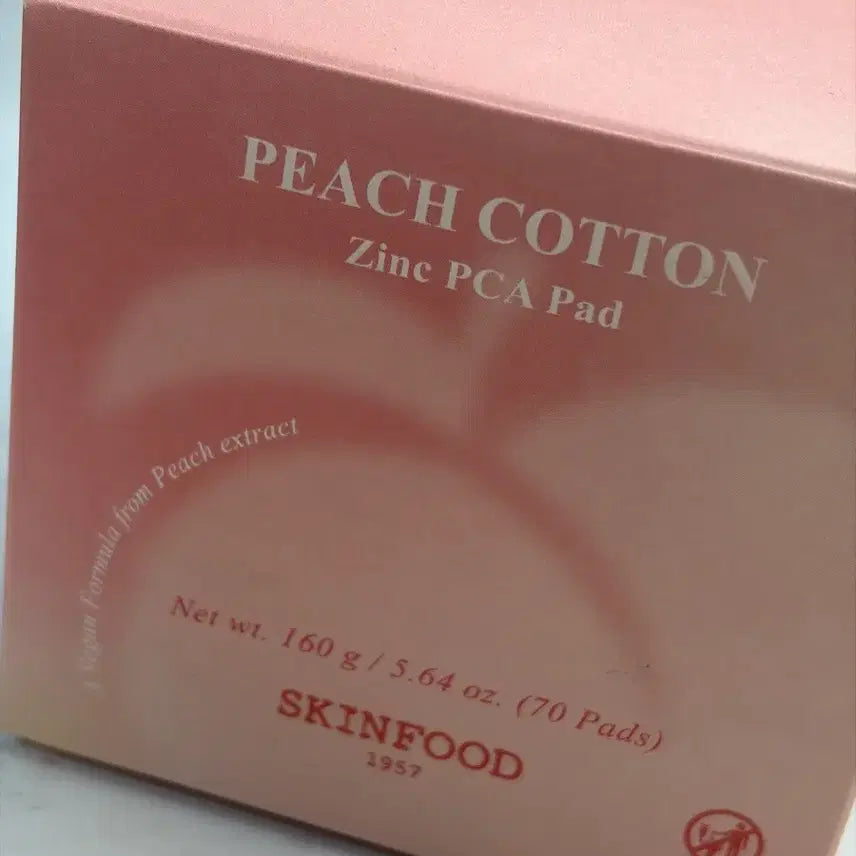 PEACH COTTON
Zinc PCA Pad
A Vegan Formula from Peach extract
Net wt. 160 g / 5.64 oz. (70 Pads)
SKINFOOD
1957